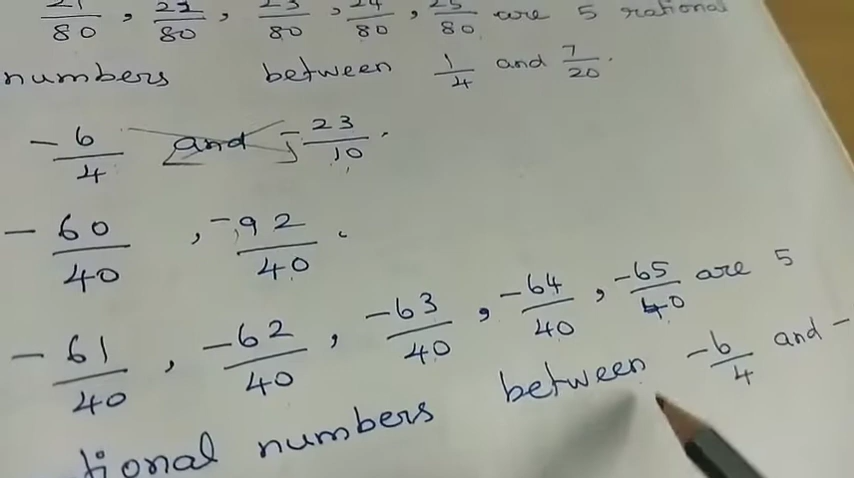 21/80, 22/80, 23/80, 24/80, 25/80 are 5 rational
numbers between 1/4 and 7/20.
-6/4 and -23/10.
-60/40, -92/40.
-61/40, -62/40, -63/40, -64/40, -65/40 are 5
tional numbers between -6/4 and -